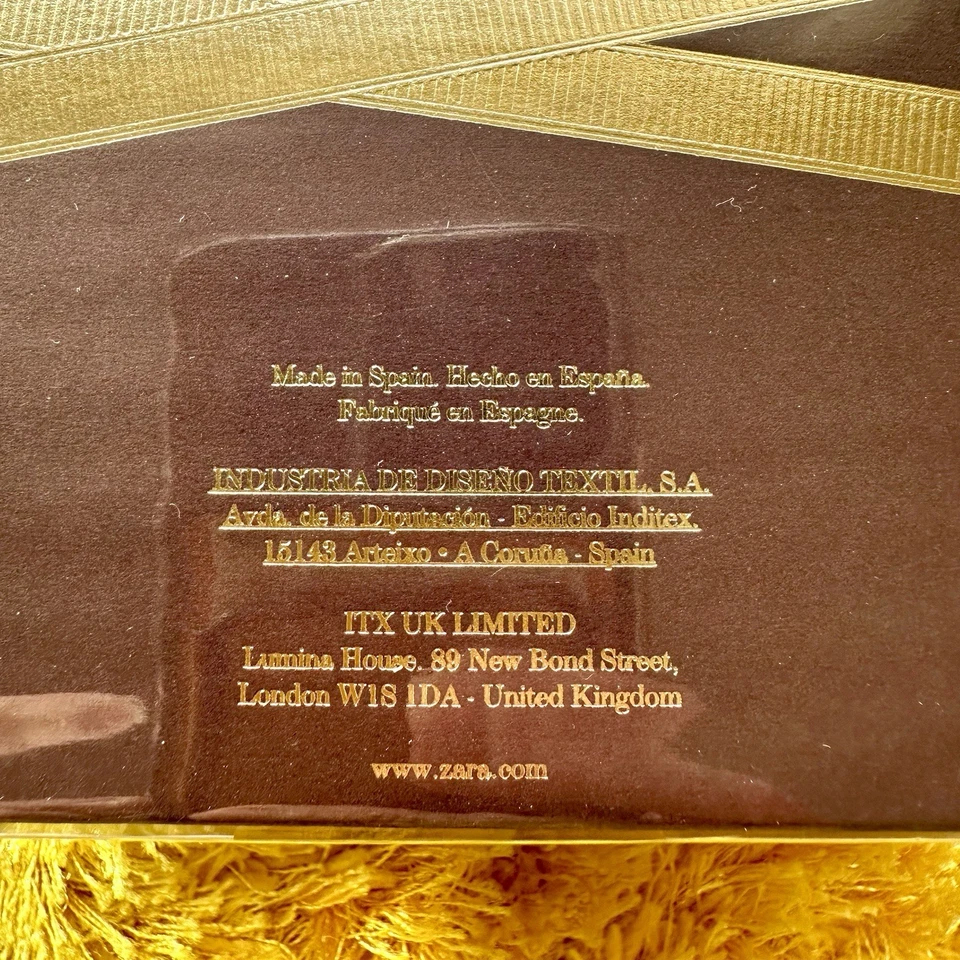 Made in Spain. Hecho en España.
Fabriqué en Espagne.
INDUSTRIA DE DISEÑO TEXTIL, S.A.
Avda. de la Diputación - Edificio Inditex,
15143 Arteixo • A Coruña - Spain
ITX UK LIMITED
Lumina House, 89 New Bond Street,
London W1S 1DA - United Kingdom
www.zara.com